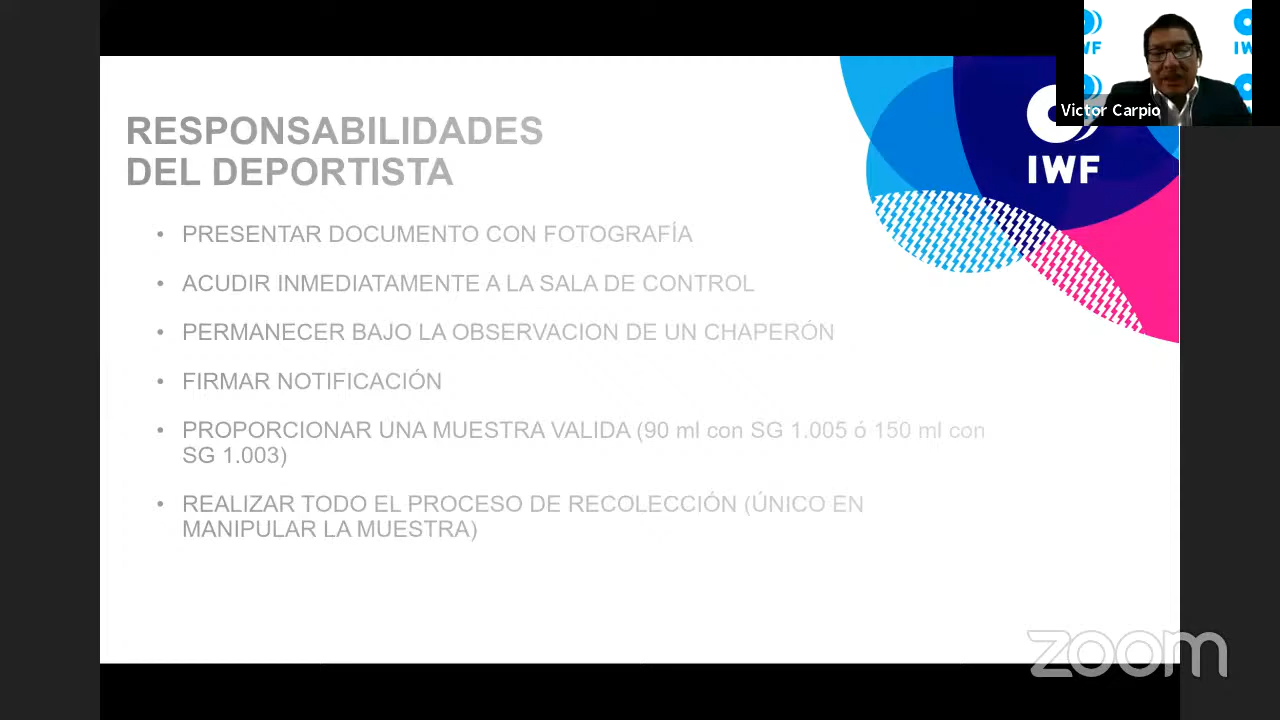 RESPONSABILIDADES
DEL DEPORTISTA
• PRESENTAR DOCUMENTO CON FOTOGRAFÍA
• ACUDIR INMEDIATAMENTE A LA SALA DE CONTROL
• PERMANECER BAJO LA OBSERVACION DE UN CHAPERÓN
• FIRMAR NOTIFICACIÓN
• PROPORCIONAR UNA MUESTRA VALIDA (90 ml con SG 1.005 ó 150 ml con
SG 1.003)
• REALIZAR TODO EL PROCESO DE RECOLECCIÓN (ÚNICO EN
MANIPULAR LA MUESTRA)
IWF
WF
IW
Victor Carpio
zoom